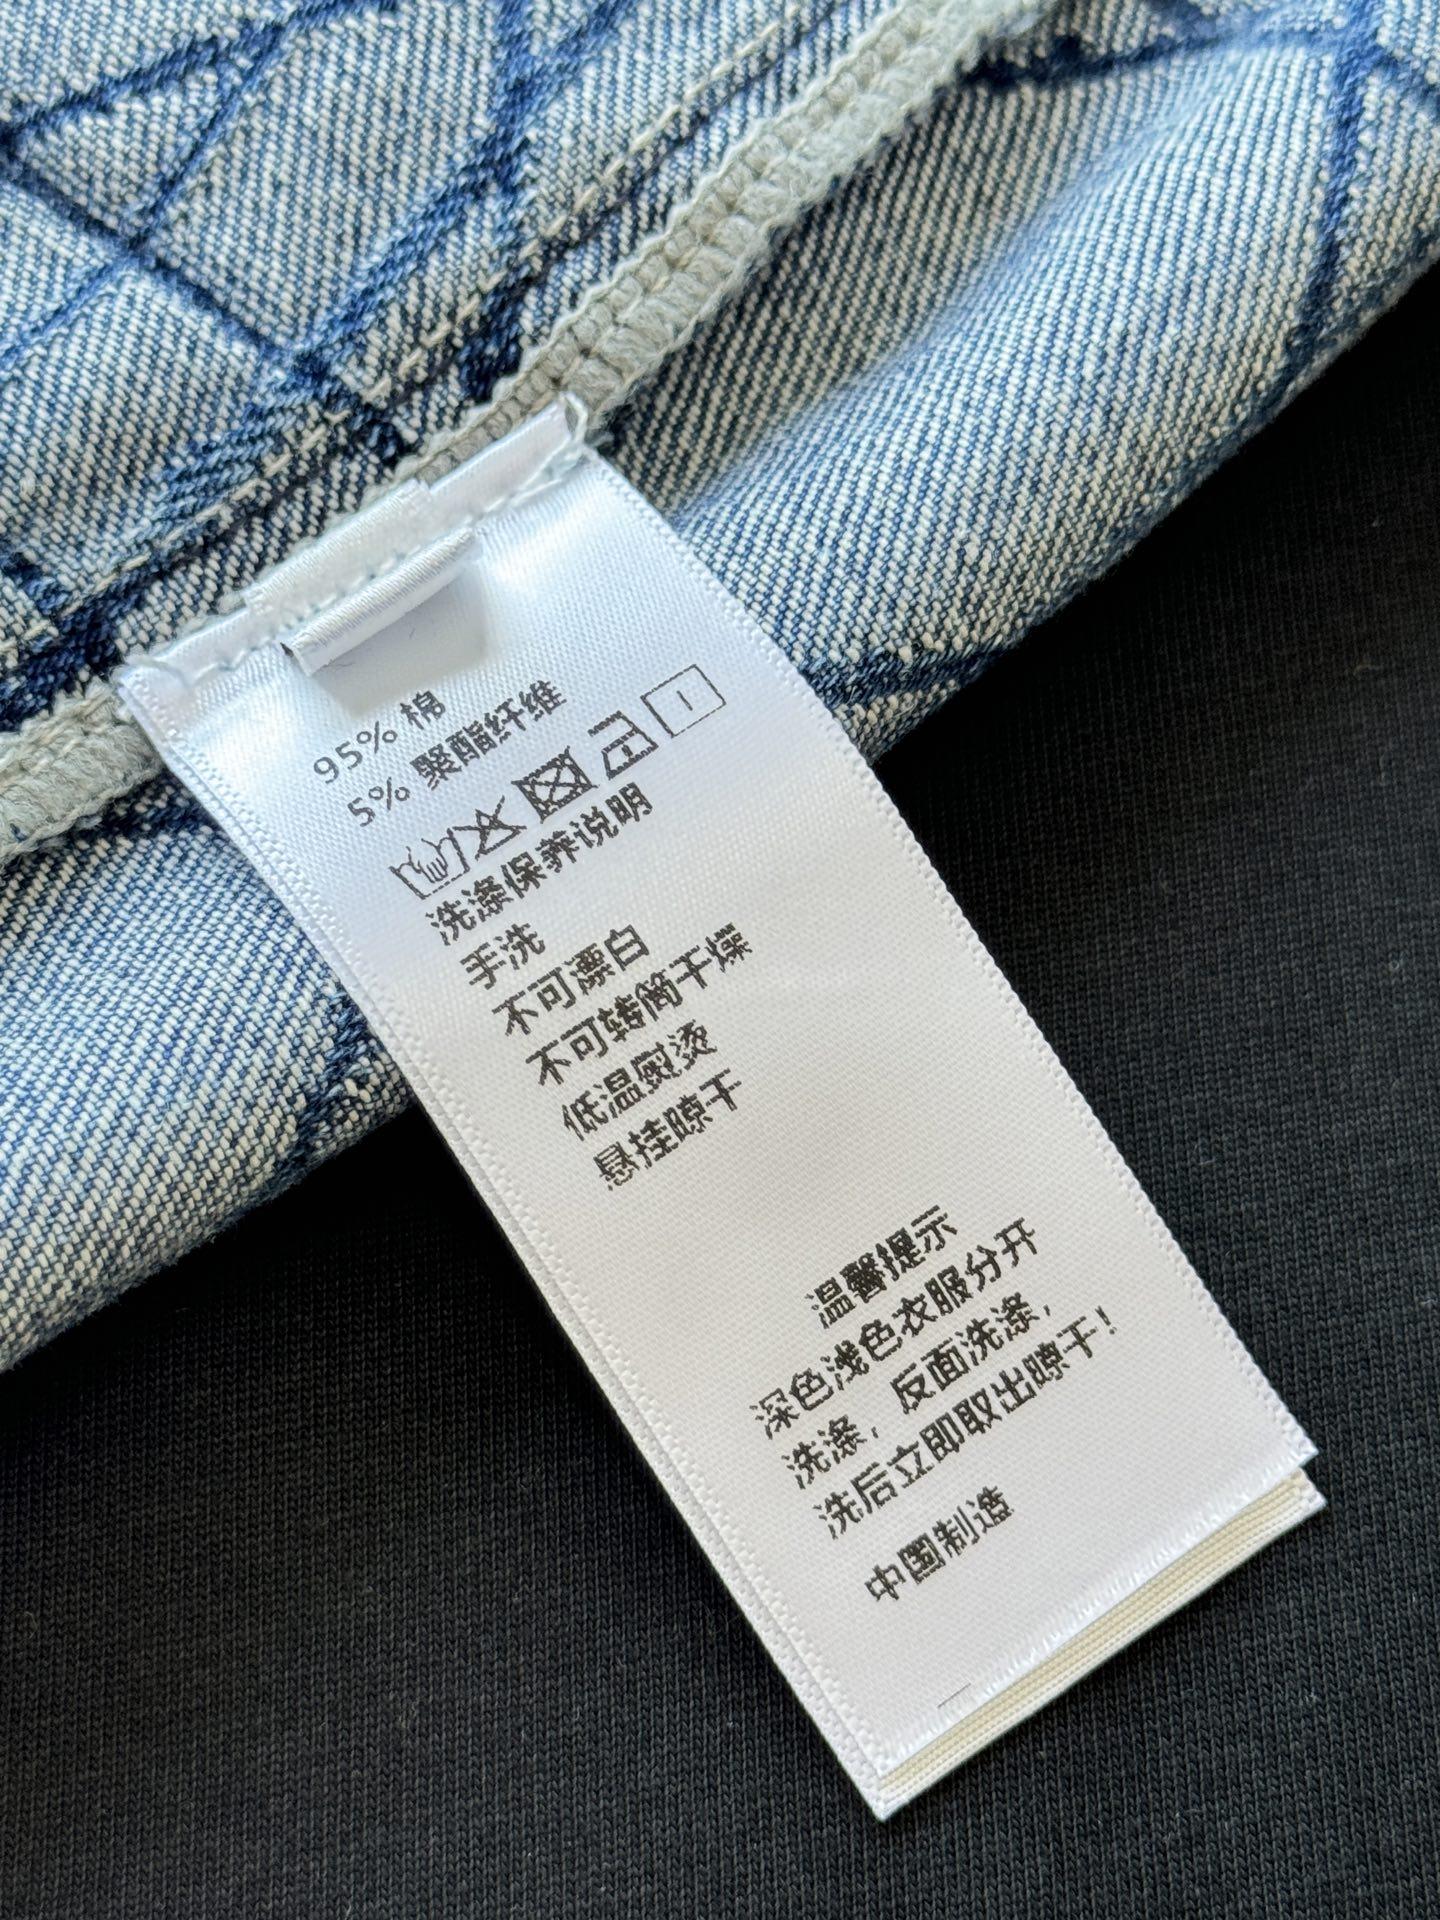 95% 棉
5% 聚酯纤维
洗涤保养说明
手洗
不可漂白
不可转筒干燥
低温熨烫
悬挂晾干
温馨提示
深色浅色衣服分开
洗涤，反面洗涤，
洗后立即取出晾干！
中国制造